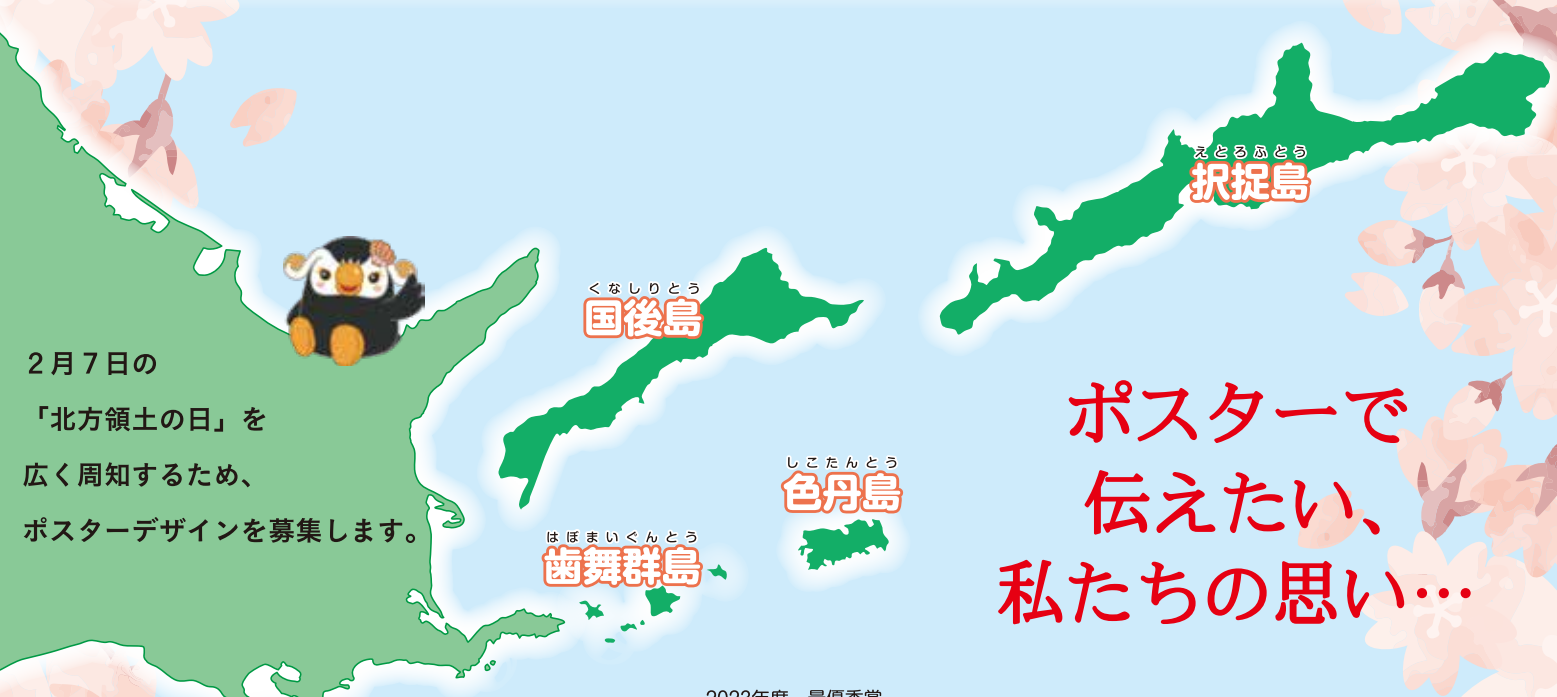 えとろふとう
択捉島
くなしりとう
国後島
２月７日の
「北方領土の日」を
広く周知するため、
ポスターデザインを募集します。
しこたんとう
色丹島
はぼまいぐんとう
歯舞群島
ポスターで
伝えたい、
私たちの思い…